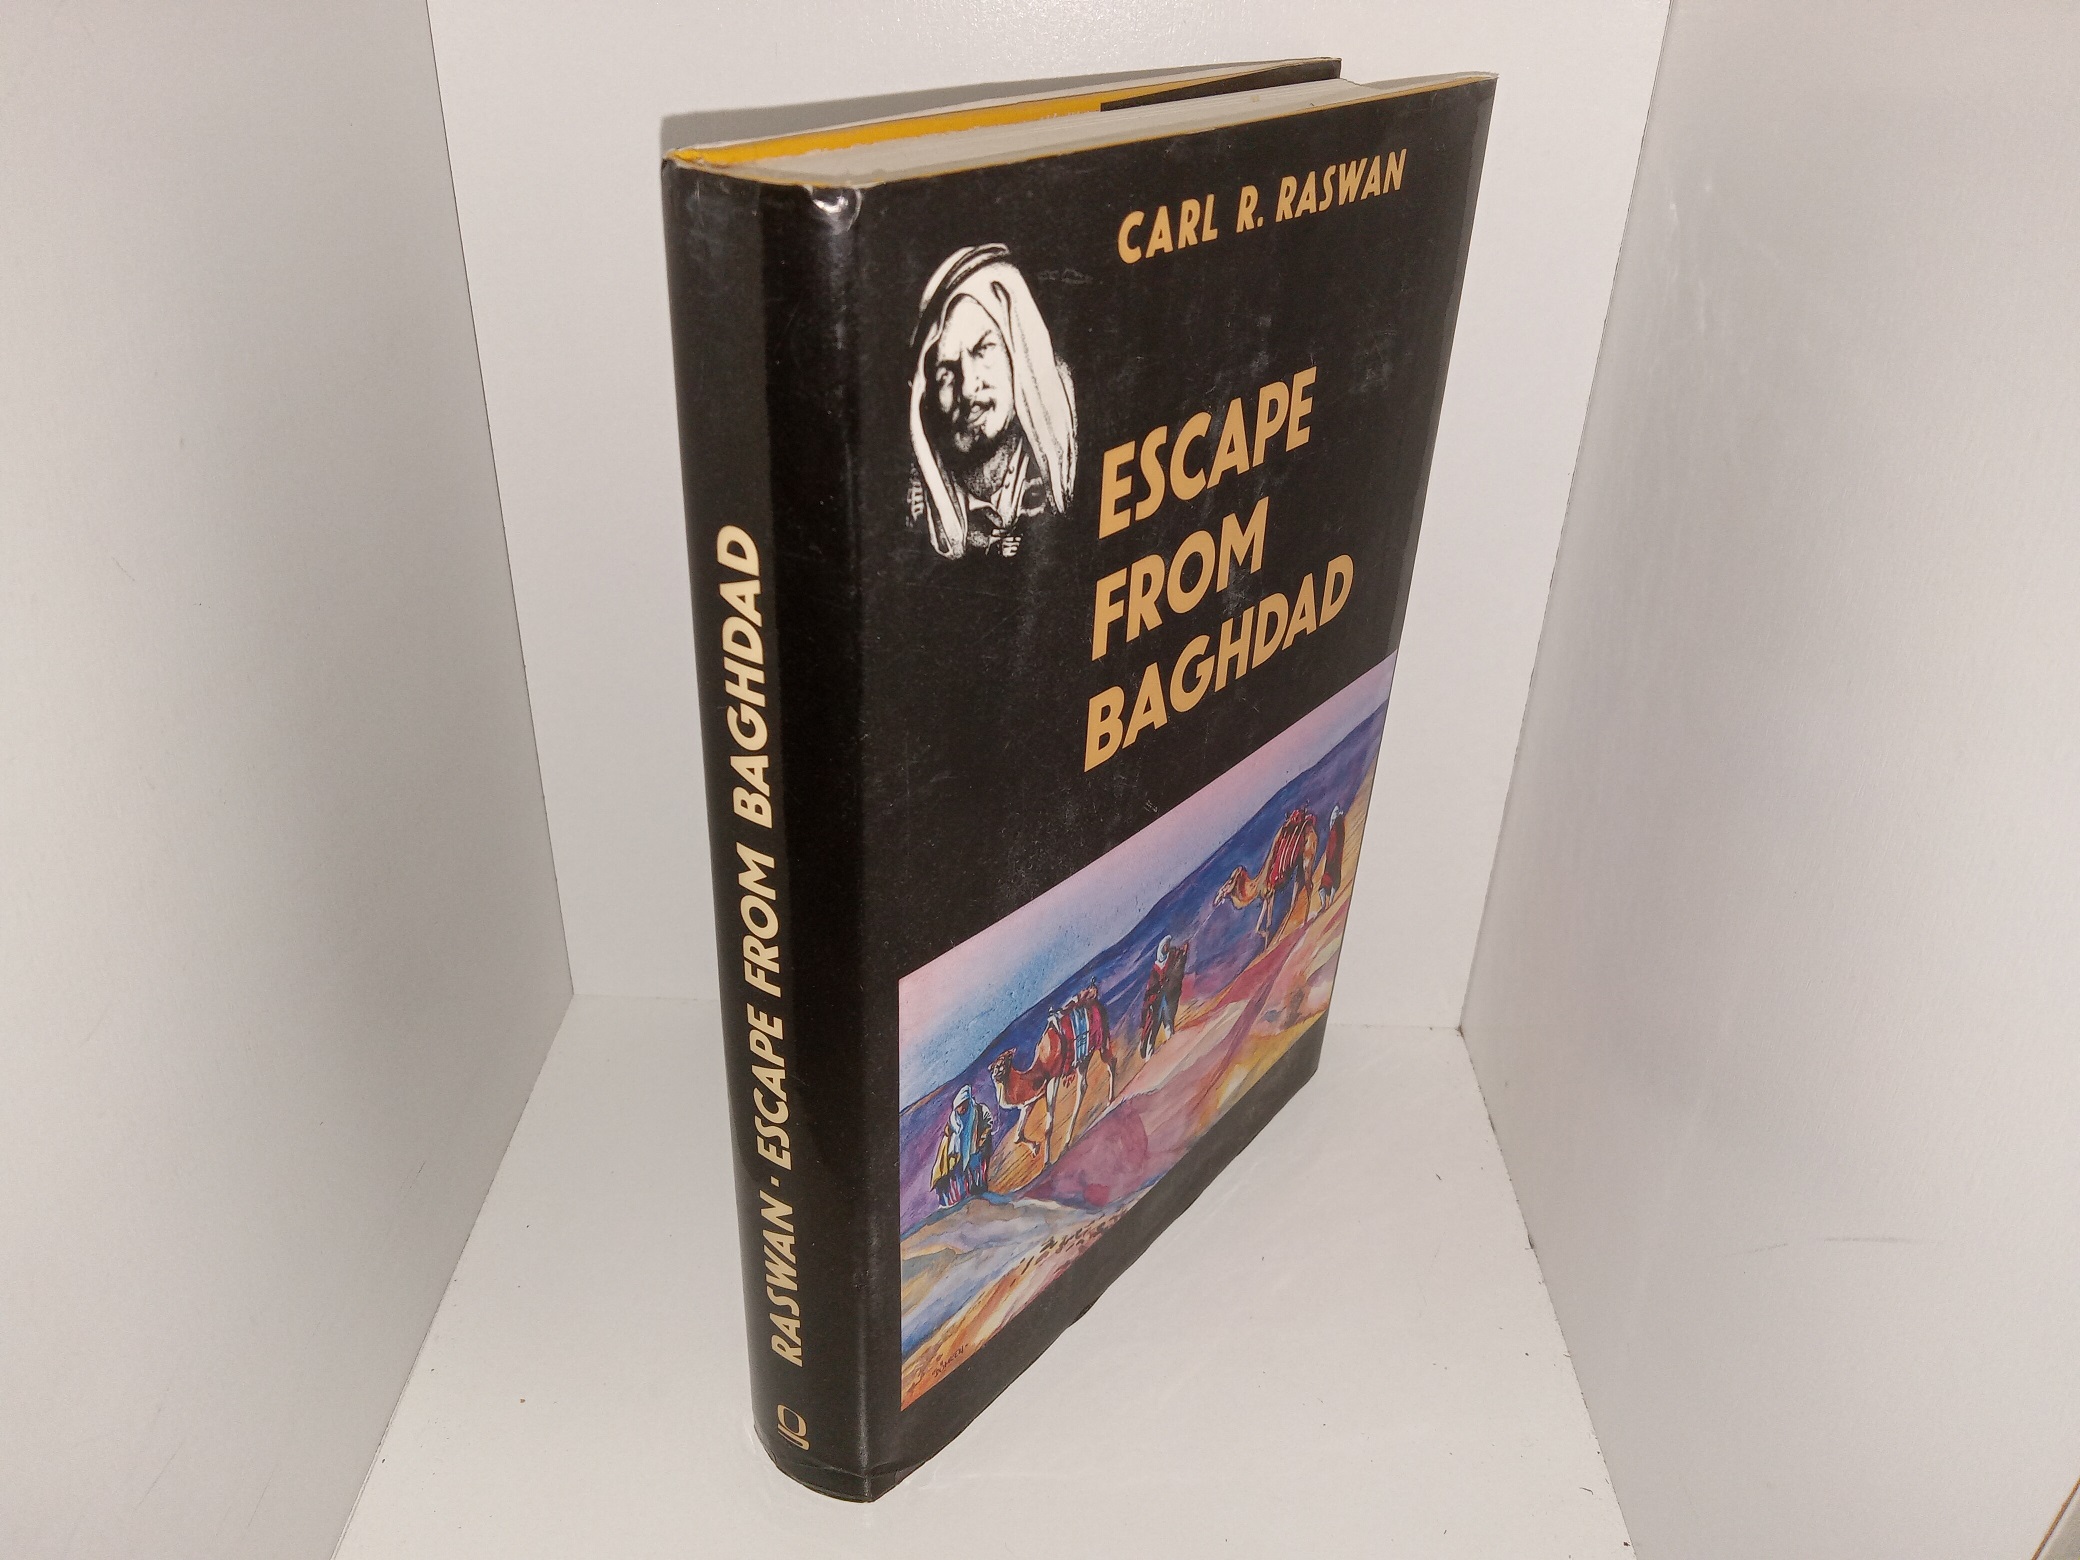 CARL R. RASWAN
ESCAPE
FROM
BAGHDAD
RASWAN · ESCAPE FROM BAGHDAD